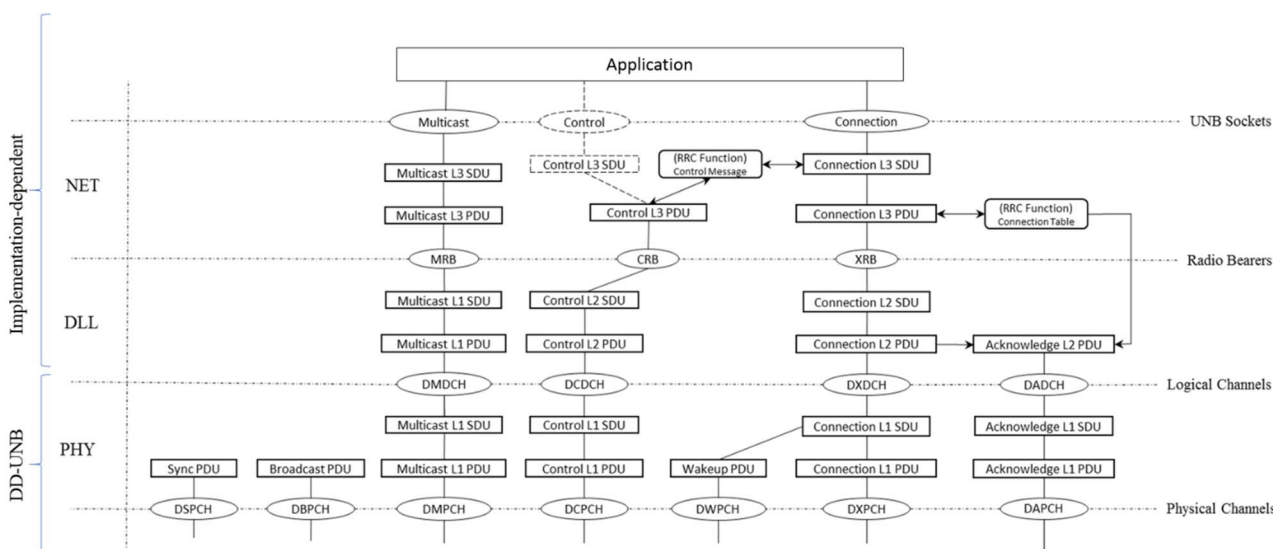 Application
Multicast
Control
Connection
UNB Sockets
Implementation-dependent
NET
Multicast L3 SDU
Control L3 SDU
(RRC Function)
Control Message
Connection L3 SDU
Multicast L3 PDU
Control L3 PDU
Connection L3 PDU
(RRC Function)
Connection Table
MRB
CRB
XRB
Radio Bearers
DLL
Multicast L1 SDU
Control L2 SDU
Connection L2 SDU
Multicast L1 PDU
Control L2 PDU
Connection L2 PDU
Acknowledge L2 PDU
DMDCH
DCDCH
DXDCH
DADCH
Logical Channels
DD-UNB
PHY
Multicast L1 SDU
Control L1 SDU
Connection L1 SDU
Acknowledge L1 SDU
Sync PDU
Broadcast PDU
Multicast L1 PDU
Control L1 PDU
Wakeup PDU
Connection L1 PDU
Acknowledge L1 PDU
DSPCH
DBPCH
DMPCH
DCPCH
DWPCH
DXPCH
DAPCH
Physical Channels